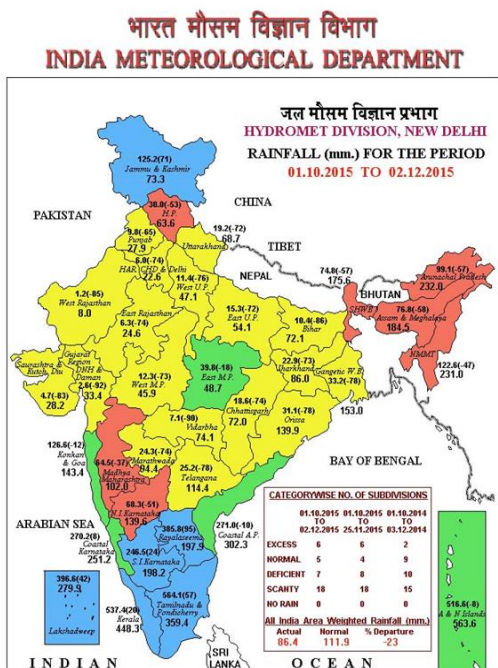 भारत मौसम विज्ञान विभाग
INDIA METEOROLOGICAL DEPARTMENT
जल मौसम विज्ञान प्रभाग
HYDROMET DIVISION, NEW DELHI
RAINFALL (mm.) FOR THE PERIOD
01.10.2015 TO 02.12.2015
125.2(71)
Jammu & Kashmir
73.3
CHINA
30.0(-53)
H.P.
63.6
PAKISTAN
9.8(-65)
Punjab
27.9
19.2(-72)
68.7
Uttarakhand
TIBET
6.0(-74)
HAR. CHD & Delhi
22.6
11.4(-76)
West U.P.
47.1
NEPAL
74.8(-57)
175.6
BHUTAN
99.1(-57)
Arunachal Pradesh
232.0
1.2(-85)
West Rajasthan
8.0
East Rajasthan
6.3(-74)
24.6
15.3(-72)
East U.P.
54.1
10.4(-86)
Bihar
72.1
SHWB
76.8(-58)
Assam & Meghalaya
184.5
NMMT
122.6(-47)
231.0
Saurashtra &
Kutch, Diu
4.7(-83)
28.2
Gujarat
Region
DNH &
Daman
2.6(-92)
33.4
12.3(-73)
West M.P.
45.9
39.8(-18)
East M.P.
48.7
22.9(-73)
Jharkhand
86.0
Gangetic W.B.
33.2(-78)
153.0
18.6(-74)
Chhattisgarh
72.0
31.1(-78)
Orissa
139.9
7.1(-90)
Vidarbha
74.1
126.6(-12)
Konkan
& Goa
143.4
64.5(-37)
Madhya
Maharashtra
102.0
24.3(-74)
Marathwada
94.4
25.2(-78)
Telangana
114.4
BAY OF BENGAL
ARABIAN SEA
68.3(-51)
N.I.Karnataka
139.6
385.8(95)
Rayalaseema
197.9
271.0(-10)
Coastal A.P.
302.3
270.2(8)
Coastal
Karnataka
251.2
246.5(24)
S.I.Karnataka
198.2
564.1(57)
Tamilnadu &
Pondicherry
359.4
537.4(20)
Kerala
448.3
396.6(42)
279.9
Lakshadweep
516.6(-8)
A & N Islands
563.6
CATEGORYWISE NO. OF SUBDIVISIONS
01.10.2015 01.10.2015 01.10.2014
TO TO TO
02.12.2015 25.11.2015 03.12.2014
EXCESS 6 6 2
NORMAL 5 4 9
DEFICIENT 7 8 10
SCANTY 18 18 15
NO RAIN 0 0 0
All India Area Weighted Rainfall (mm.)
Actual Normal % Departure
86.4 111.9 -23
SRI
LANKA
INDIAN OCEAN